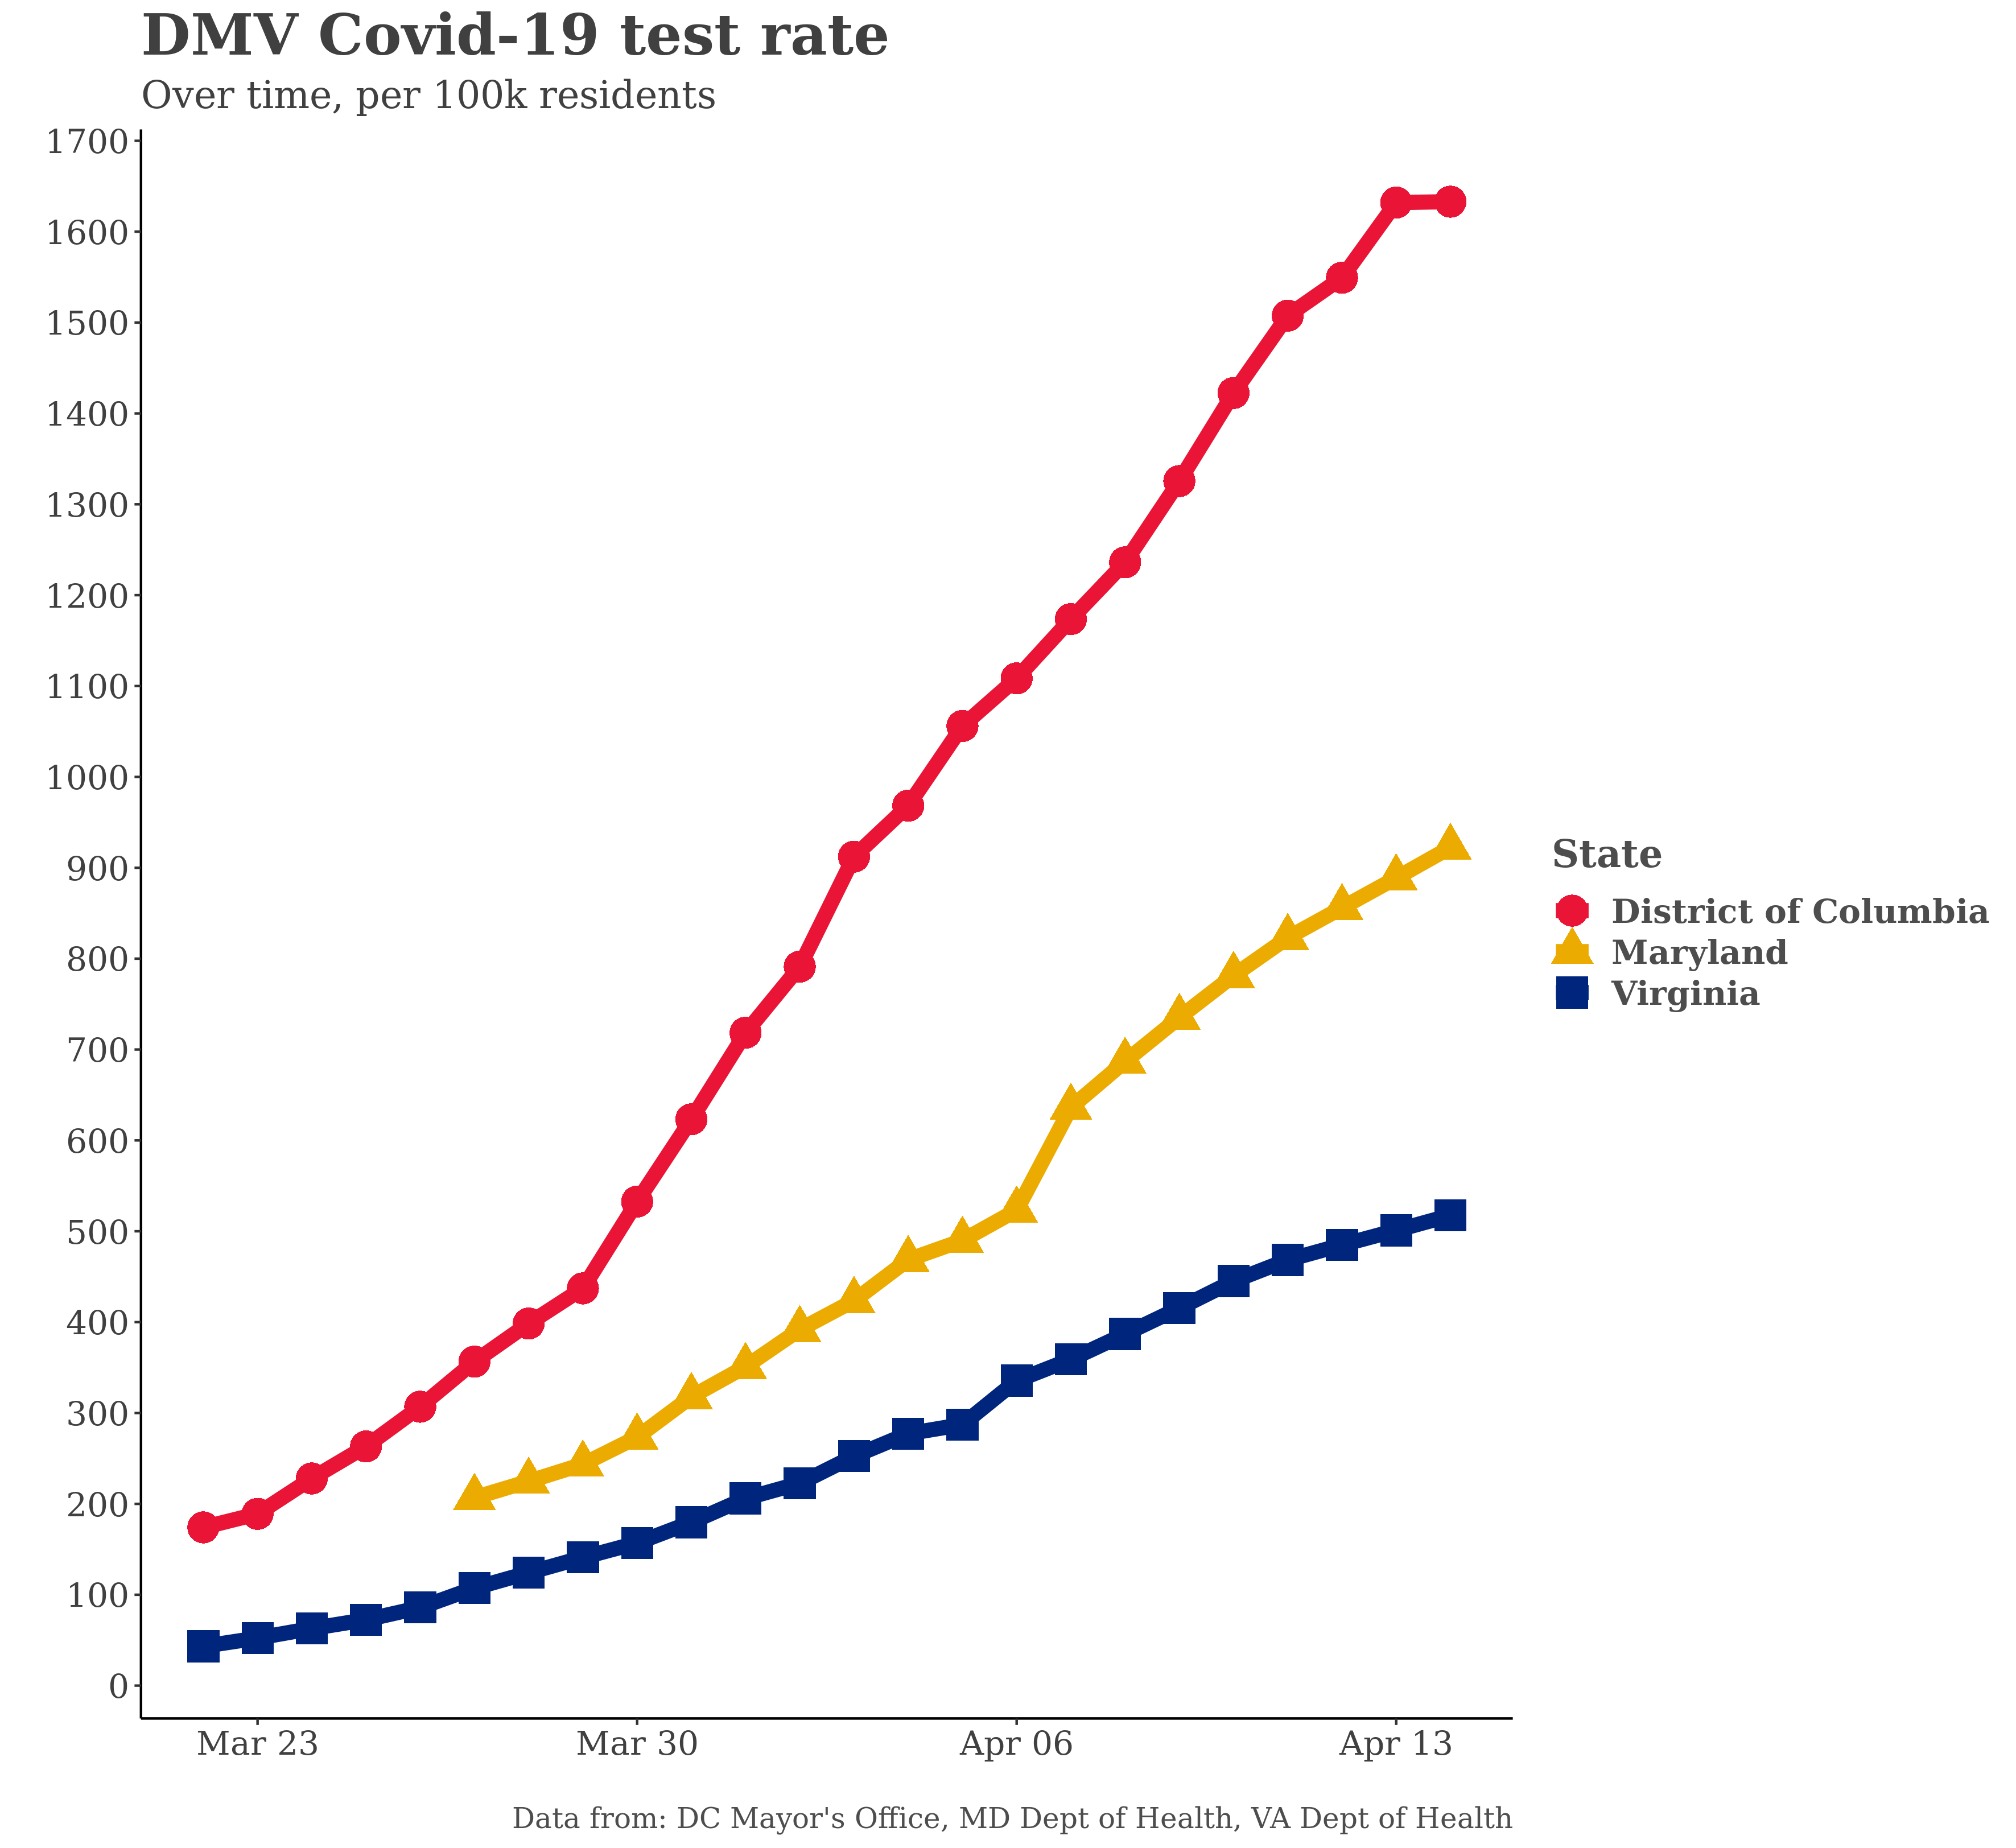 DMV Covid-19 test rate
Over time, per 100k residents
1700
1600
1500
1400
1300
1200
1100
1000
900
800
700
600
500
400
300
200
100
0
Mar 23
Mar 30
Apr 06
Apr 13
State
District of Columbia
Maryland
Virginia
Data from: DC Mayor's Office, MD Dept of Health, VA Dept of Health